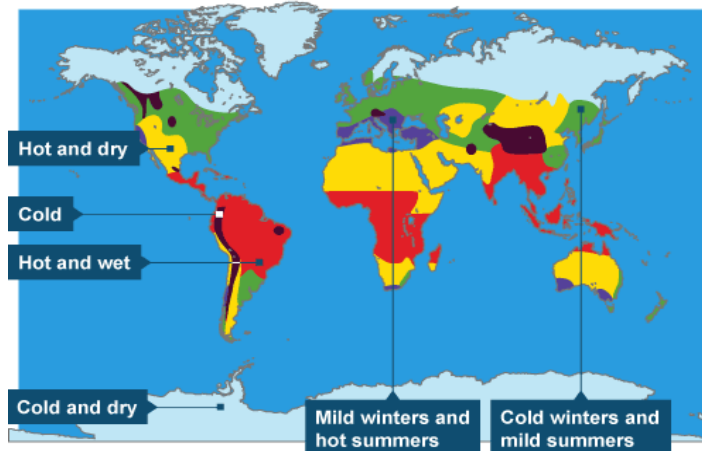 Hot and dry
Cold
Hot and wet
Cold and dry
Mild winters and
hot summers
Cold winters and
mild summers